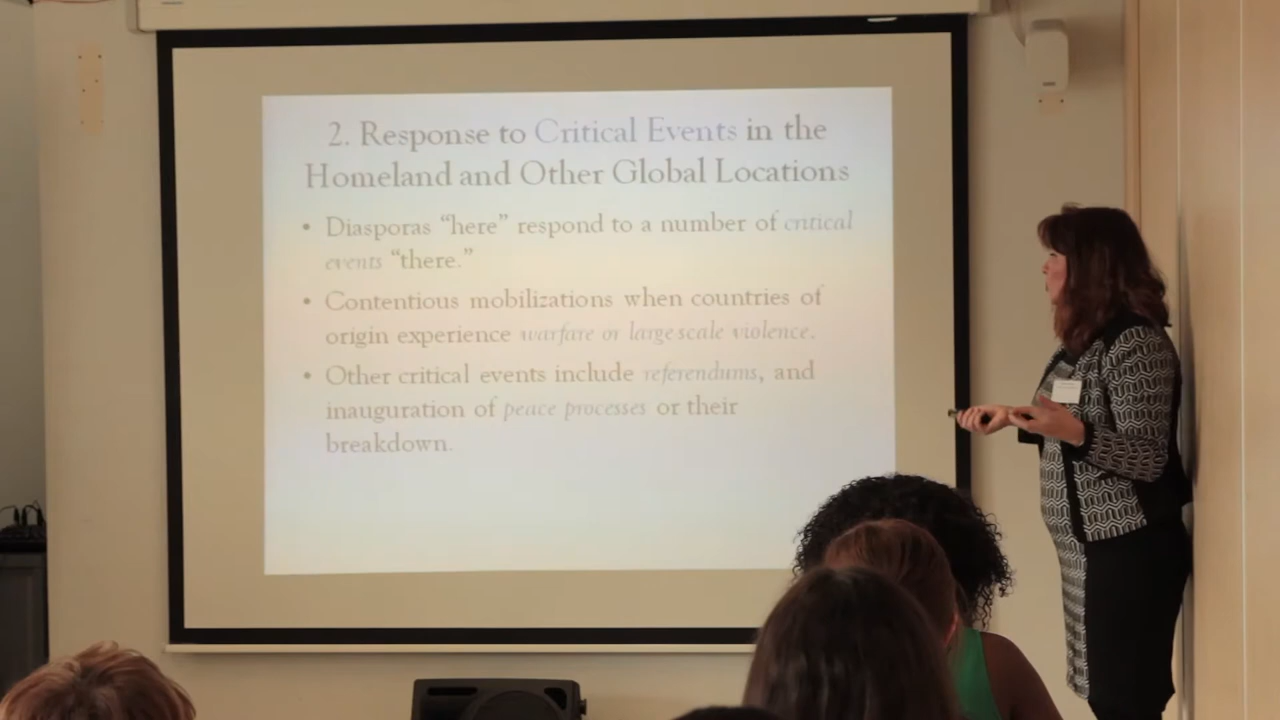 2. Response to Critical Events in the
Homeland and Other Global Locations
• Diasporas “here” respond to a number of critical
events “there.”
• Contentious mobilizations when countries of
origin experience warfare or large scale violence.
• Other critical events include referendums, and
inauguration of peace processes or their
breakdown.